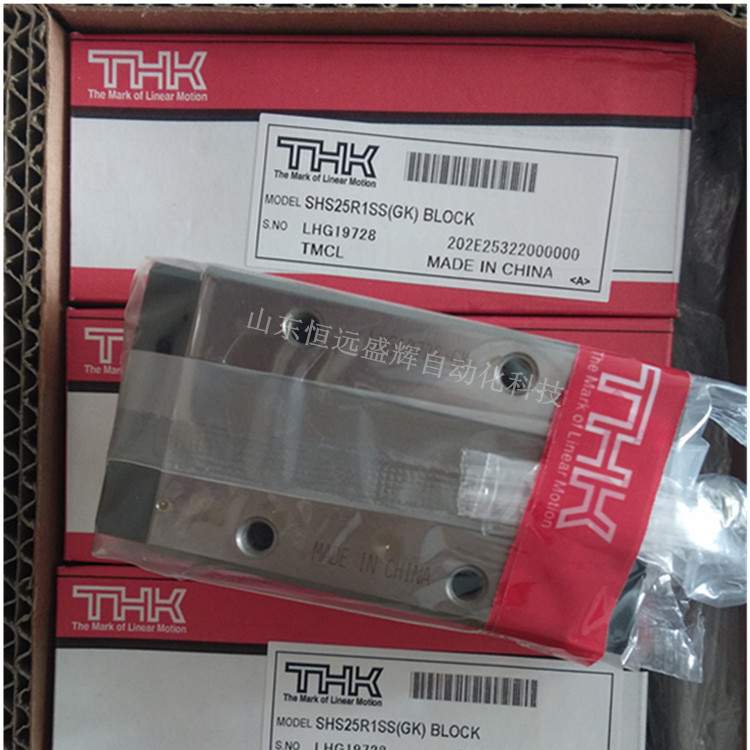 THK
The Mark of Linear Motion
THK
The Mark of Linear Motion
MODEL SHS25R1SS(GK) BLOCK
S.NO LHG19728 202E25322000000
TMCL MADE IN CHINA <A>
山东恒远盛辉自动化科技
THK
THK
The Mark of Linear Motion
MADE IN CHINA
THK
The Mark of Linear Motion
THK
The Mark of Linear Motion
MODEL SHS25R1SS(GK) BLOCK
S.NO LHG19728